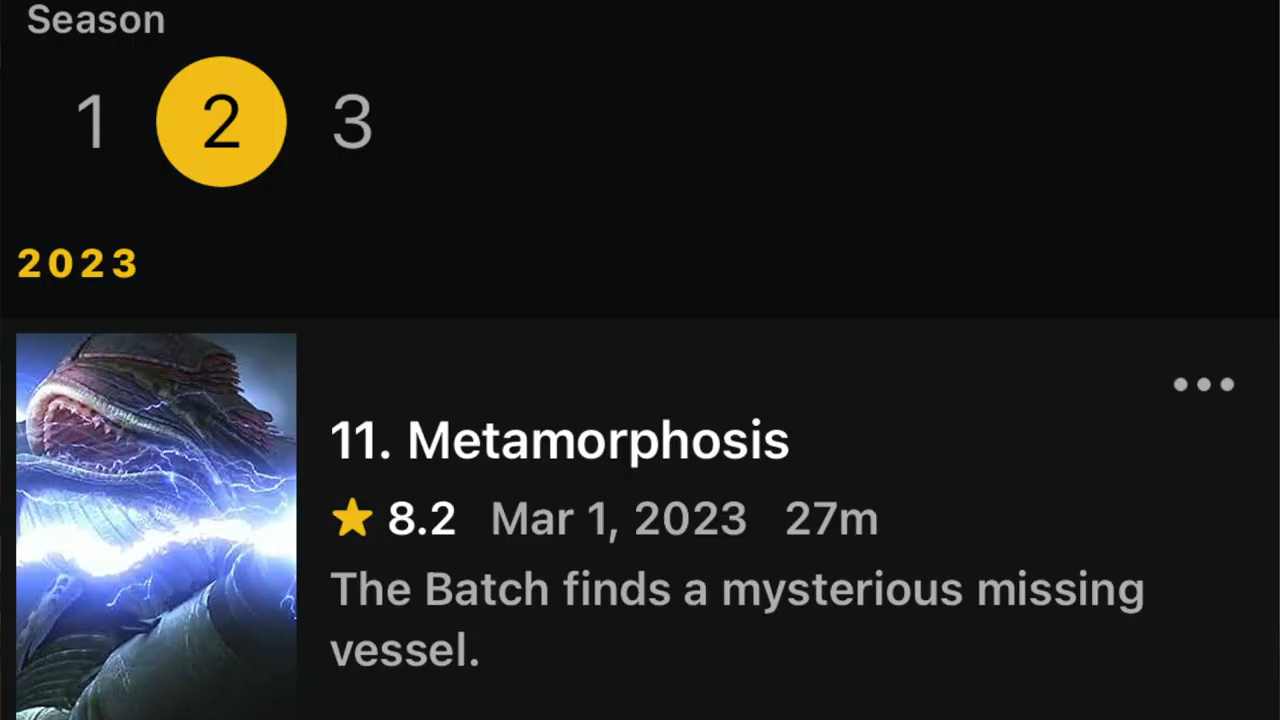 Season
1 2 3
2023
11. Metamorphosis
8.2 Mar 1, 2023 27m
The Batch finds a mysterious missing
vessel.